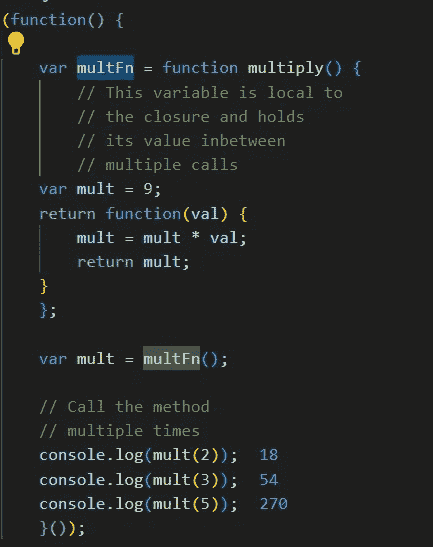 (function() {
var multFn = function multiply() {
// This variable is local to
// the closure and holds
// its value inbetween
// multiple calls
var mult = 9;
return function(val) {
mult = mult * val;
return mult;
}
};
var mult = multFn();
// Call the method
// multiple times
console.log(mult(2)); 18
console.log(mult(3)); 54
console.log(mult(5)); 270
}());